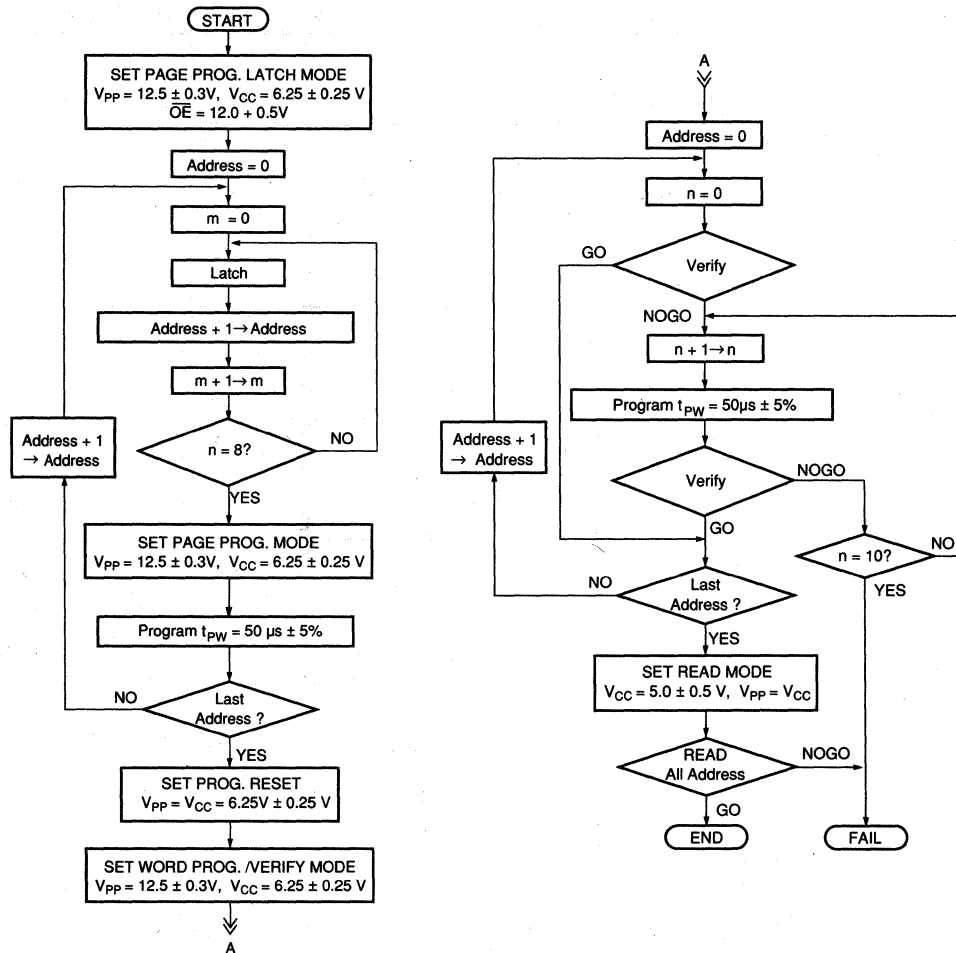 START
SET PAGE PROG. LATCH MODE
VPP = 12.5 ± 0.3V, VCC = 6.25 ± 0.25 V
O̅E̅ = 12.0 + 0.5V
Address = 0
m = 0
Latch
Address + 1→ Address
m + 1→ m
n = 8?
NO
YES
Address + 1
→ Address
SET PAGE PROG. MODE
VPP = 12.5 ± 0.3V, VCC = 6.25 ± 0.25 V
Program tPW = 50 μs ± 5%
Last
Address ?
NO
YES
SET PROG. RESET
VPP = VCC = 6.25V ± 0.25 V
SET WORD PROG. /VERIFY MODE
VPP = 12.5 ± 0.3V, VCC = 6.25 ± 0.25 V
A
A
Address = 0
n = 0
GO
Verify
NOGO
n + 1→ n
Program tPW = 50μs ± 5%
Address + 1
→ Address
Verify
NOGO
GO
n = 10?
NO
YES
NO
Last
Address ?
YES
SET READ MODE
VCC = 5.0 ± 0.5 V, VPP = VCC
READ
All Address
NOGO
GO
END
FAIL